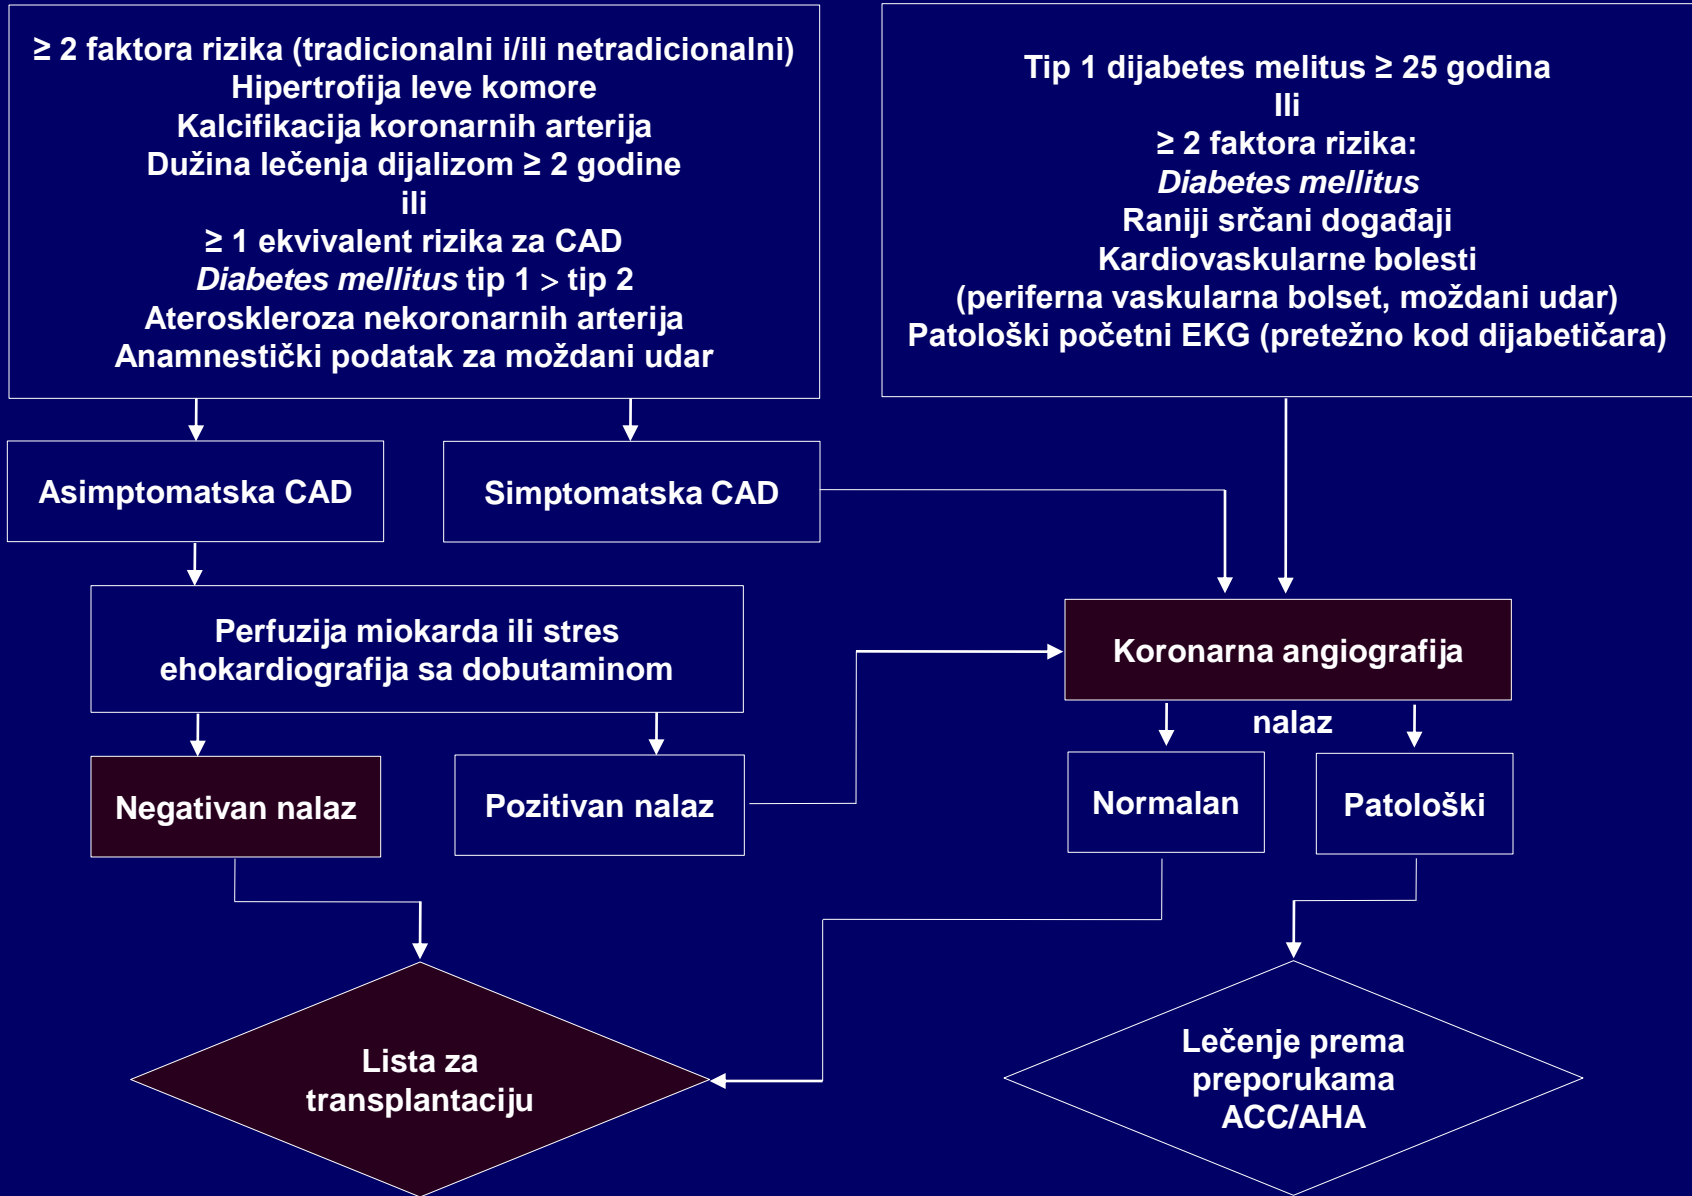 ≥ 2 faktora rizika (tradicionalni i/ili netradicionalni)
Hipertrofija leve komore
Kalcifikacija koronarnih arterija
Dužina lečenja dijalizom ≥ 2 godine
ili
≥ 1 ekvivalent rizika za CAD
Diabetes mellitus tip 1 > tip 2
Ateroskleroza nekoronarnih arterija
Anamnestički podatak za moždani udar
Tip 1 dijabetes melitus ≥ 25 godina
Ili
≥ 2 faktora rizika:
Diabetes mellitus
Raniji srčani događaji
Kardiovaskularne bolesti
(periferna vaskularna bolset, moždani udar)
Patološki početni EKG (pretežno kod dijabetičara)
Asimptomatska CAD
Simptomatska CAD
Perfuzija miokarda ili stres
ehokardiografija sa dobutaminom
Koronarna angiografija
nalaz
Negativan nalaz
Pozitivan nalaz
Normalan
Patološki
Lista za
transplantaciju
Lečenje prema
preporukama
ACC/AHA